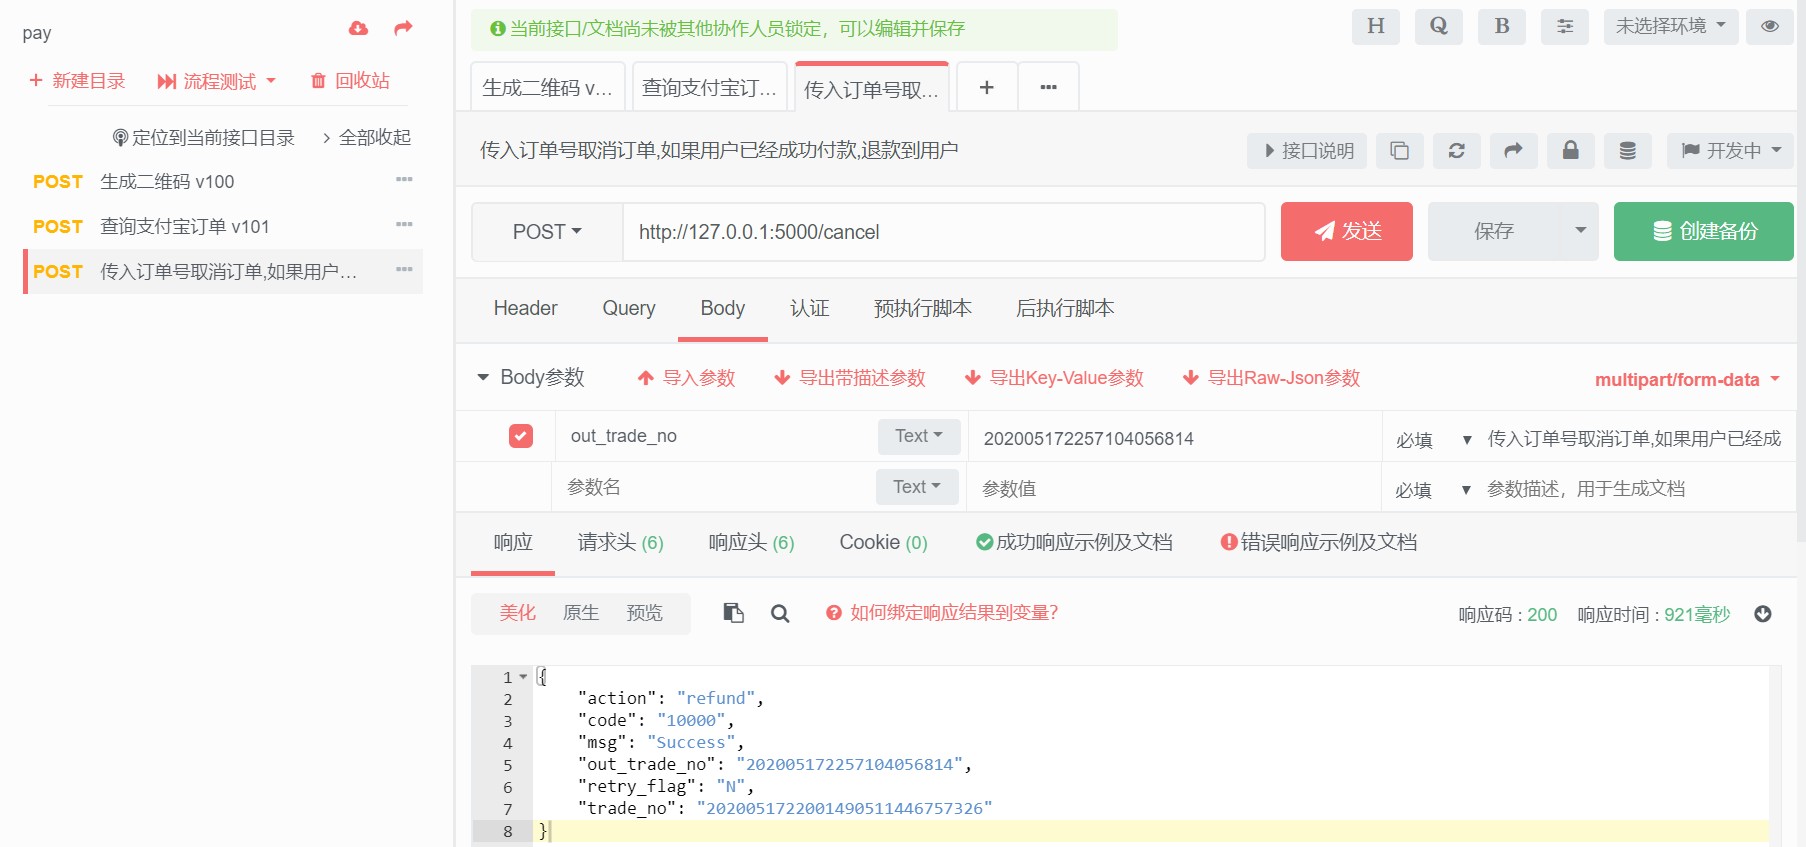 pay
新建目录 流程测试 回收站
定位到当前接口目录 全部收起
POST 生成二维码 v100
POST 查询支付宝订单 v101
POST 传入订单号取消订单,如果用户...
当前接口/文档尚未被其他协作人员锁定，可以编辑并保存
H Q B 未选择环境
生成二维码 v... 查询支付宝订... 传入订单号取... + ...
传入订单号取消订单,如果用户已经成功付款,退款到用户
接口说明 开发中
POST http://127.0.0.1:5000/cancel 发送 保存 创建备份
Header Query Body 认证 预执行脚本 后执行脚本
Body参数 导入参数 导出带描述参数 导出Key-Value参数 导出Raw-Json参数 multipart/form-data
out_trade_no Text 202005172257104056814 必填 传入订单号取消订单,如果用户已经成
参数名 Text 参数值 必填 参数描述，用于生成文档
响应 请求头 (6) 响应头 (6) Cookie (0) 成功响应示例及文档 错误响应示例及文档
美化 原生 预览 如何绑定响应结果到变量? 响应码 : 200 响应时间 : 921毫秒
1 {
2 "action": "refund",
3 "code": "10000",
4 "msg": "Success",
5 "out_trade_no": "202005172257104056814",
6 "retry_flag": "N",
7 "trade_no": "2020051722001490511446757326"
8 }